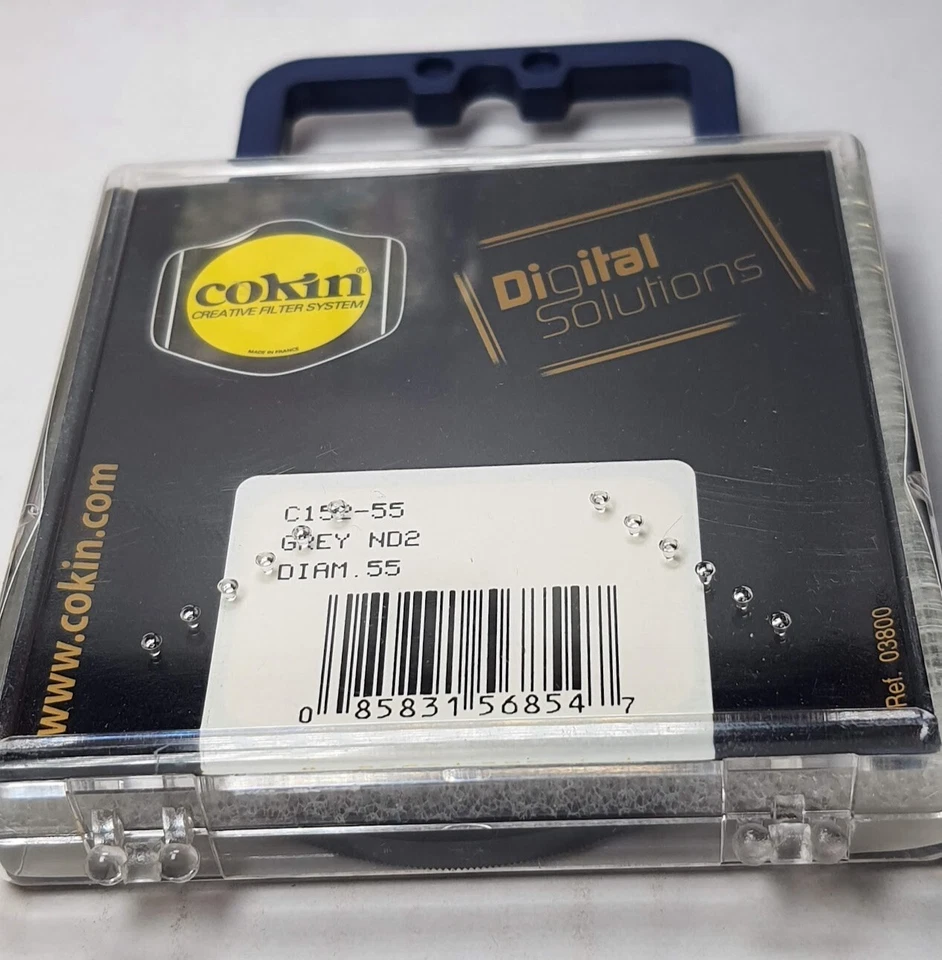 cokin®
CREATIVE FILTER SYSTEM
MADE IN FRANCE
Digital
Solutions
www.cokin.com
C152-55
GREY ND2
DIAM.55
0 85831 56854 7
Ref. 03800